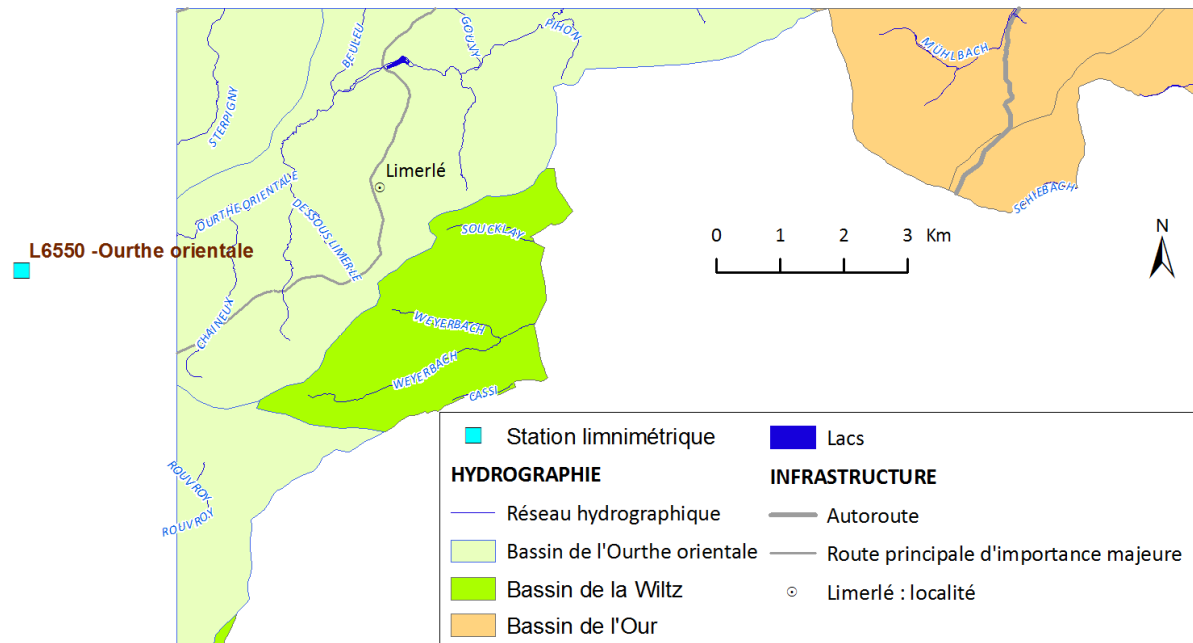 BEULEU
GOUVY
PIHON
MÜHLBACH
STERPIGNY
Limerlé
OURTHE ORIENTALE
DESSOUS LIMERLE
SCHIEBACH
SOUCKLAY
L6550 -Ourthe orientale
0 1 2 3 Km
N
CHAINEUX
WEYERBACH
WEYERBACH
CASSI
ROUVROY
ROUVROY
Station limnimétrique
Lacs
HYDROGRAPHIE
INFRASTRUCTURE
Réseau hydrographique
Autoroute
Bassin de l'Ourthe orientale
Route principale d'importance majeure
Bassin de la Wiltz
Limerlé : localité
Bassin de l'Our